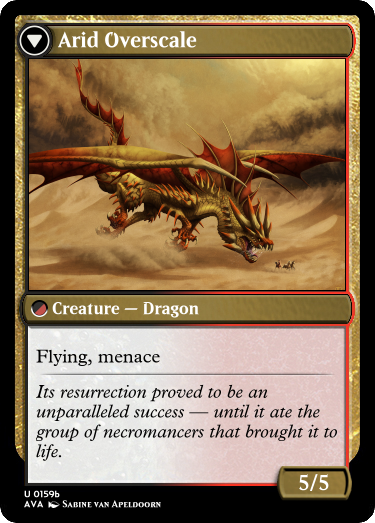 Arid Overscale
Creature — Dragon
Flying, menace
Its resurrection proved to be an
unparalleled success — until it ate the
group of necromancers that brought it to
life.
5/5
U 0159b
AVA Sabine van Apeldoorn